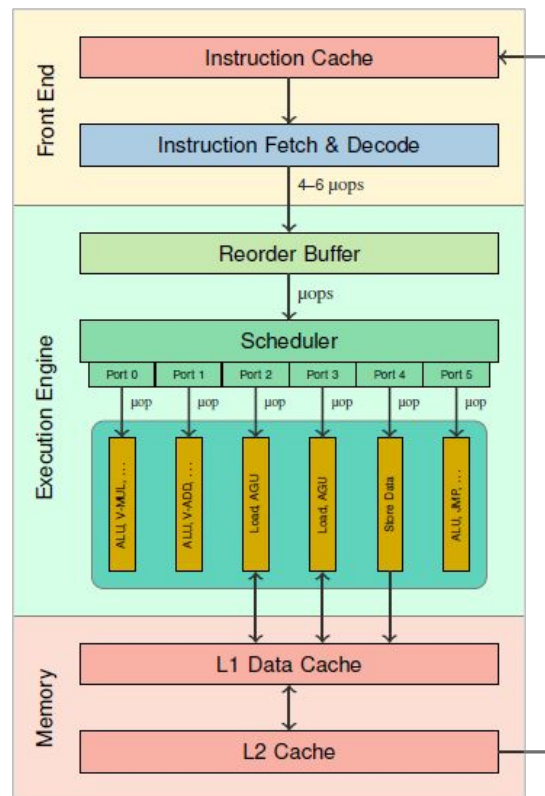 Front End
Instruction Cache
Instruction Fetch & Decode
4–6 µops
Execution Engine
Reorder Buffer
µops
Scheduler
Port 0 Port 1 Port 2 Port 3 Port 4 Port 5
µop µop µop µop µop µop
ALU, V-MUL, . . .
ALU, V-ADD, . . .
Load, AGU
Load, AGU
Store Data
ALU, JMP, . . .
Memory
L1 Data Cache
L2 Cache